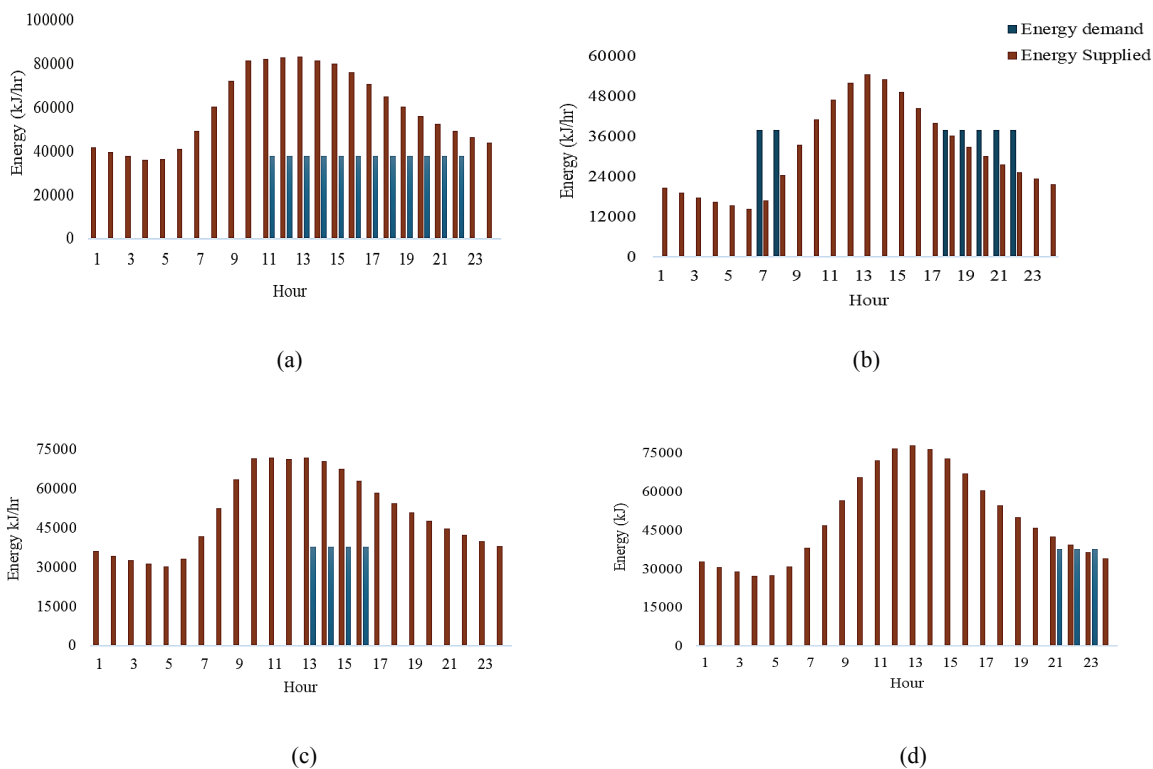 100000
80000
60000
40000
20000
0
Energy (kJ/hr)
1 3 5 7 9 11 13 15 17 19 21 23
Hour
(a)
Energy demand
Energy Supplied
60000
48000
36000
24000
12000
0
Energy (kJ/hr)
1 3 5 7 9 11 13 15 17 19 21 23
Hour
(b)
75000
60000
45000
30000
15000
0
Energy kJ/hr
1 3 5 7 9 11 13 15 17 19 21 23
Hour
(c)
75000
60000
45000
30000
15000
0
Energy (kJ)
1 3 5 7 9 11 13 15 17 19 21 23
Hour
(d)